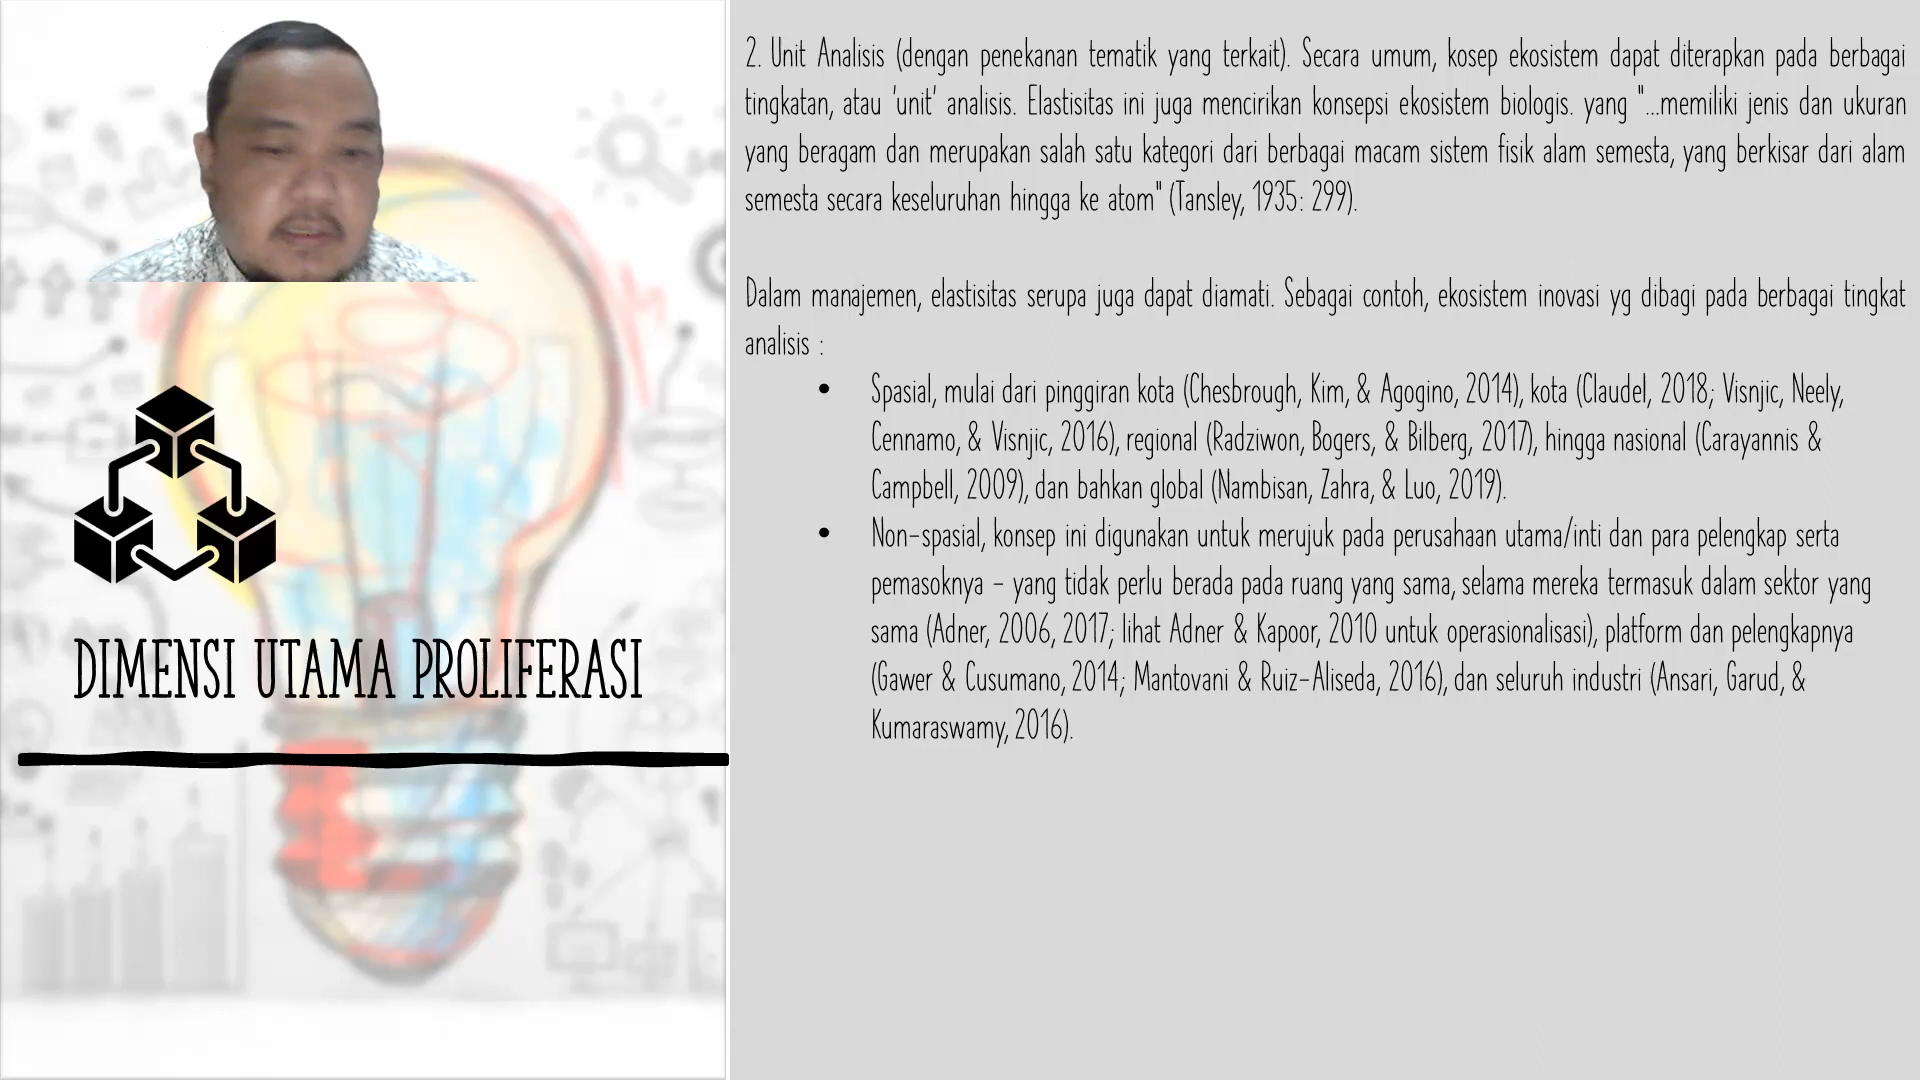 DIMENSI UTAMA PROLIFERASI
2. Unit Analisis (dengan penekanan tematik yang terkait). Secara umum, kosep ekosistem dapat diterapkan pada berbagai
tingkatan, atau 'unit' analisis. Elastisitas ini juga mencirikan konsepsi ekosistem biologis. yang "...memiliki jenis dan ukuran
yang beragam dan merupakan salah satu kategori dari berbagai macam sistem fisik alam semesta, yang berkisar dari alam
semesta secara keseluruhan hingga ke atom" (Tansley, 1935: 299).
Dalam manajemen, elastisitas serupa juga dapat diamati. Sebagai contoh, ekosistem inovasi yg dibagi pada berbagai tingkat
analisis :
• Spasial, mulai dari pinggiran kota (Chesbrough, Kim, & Agogino, 2014), kota (Claudel, 2018; Visnjic, Neely,
Cennamo, & Visnjic, 2016), regional (Radziwon, Bogers, & Bilberg, 2017), hingga nasional (Carayannis &
Campbell, 2009), dan bahkan global (Nambisan, Zahra, & Luo, 2019).
• Non-spasial, konsep ini digunakan untuk merujuk pada perusahaan utama/inti dan para pelengkap serta
pemasoknya - yang tidak perlu berada pada ruang yang sama, selama mereka termasuk dalam sektor yang
sama (Adner, 2006, 2017; lihat Adner & Kapoor, 2010 untuk operasionalisasi), platform dan pelengkapnya
(Gawer & Cusumano, 2014; Mantovani & Ruiz-Aliseda, 2016), dan seluruh industri (Ansari, Garud, &
Kumaraswamy, 2016).